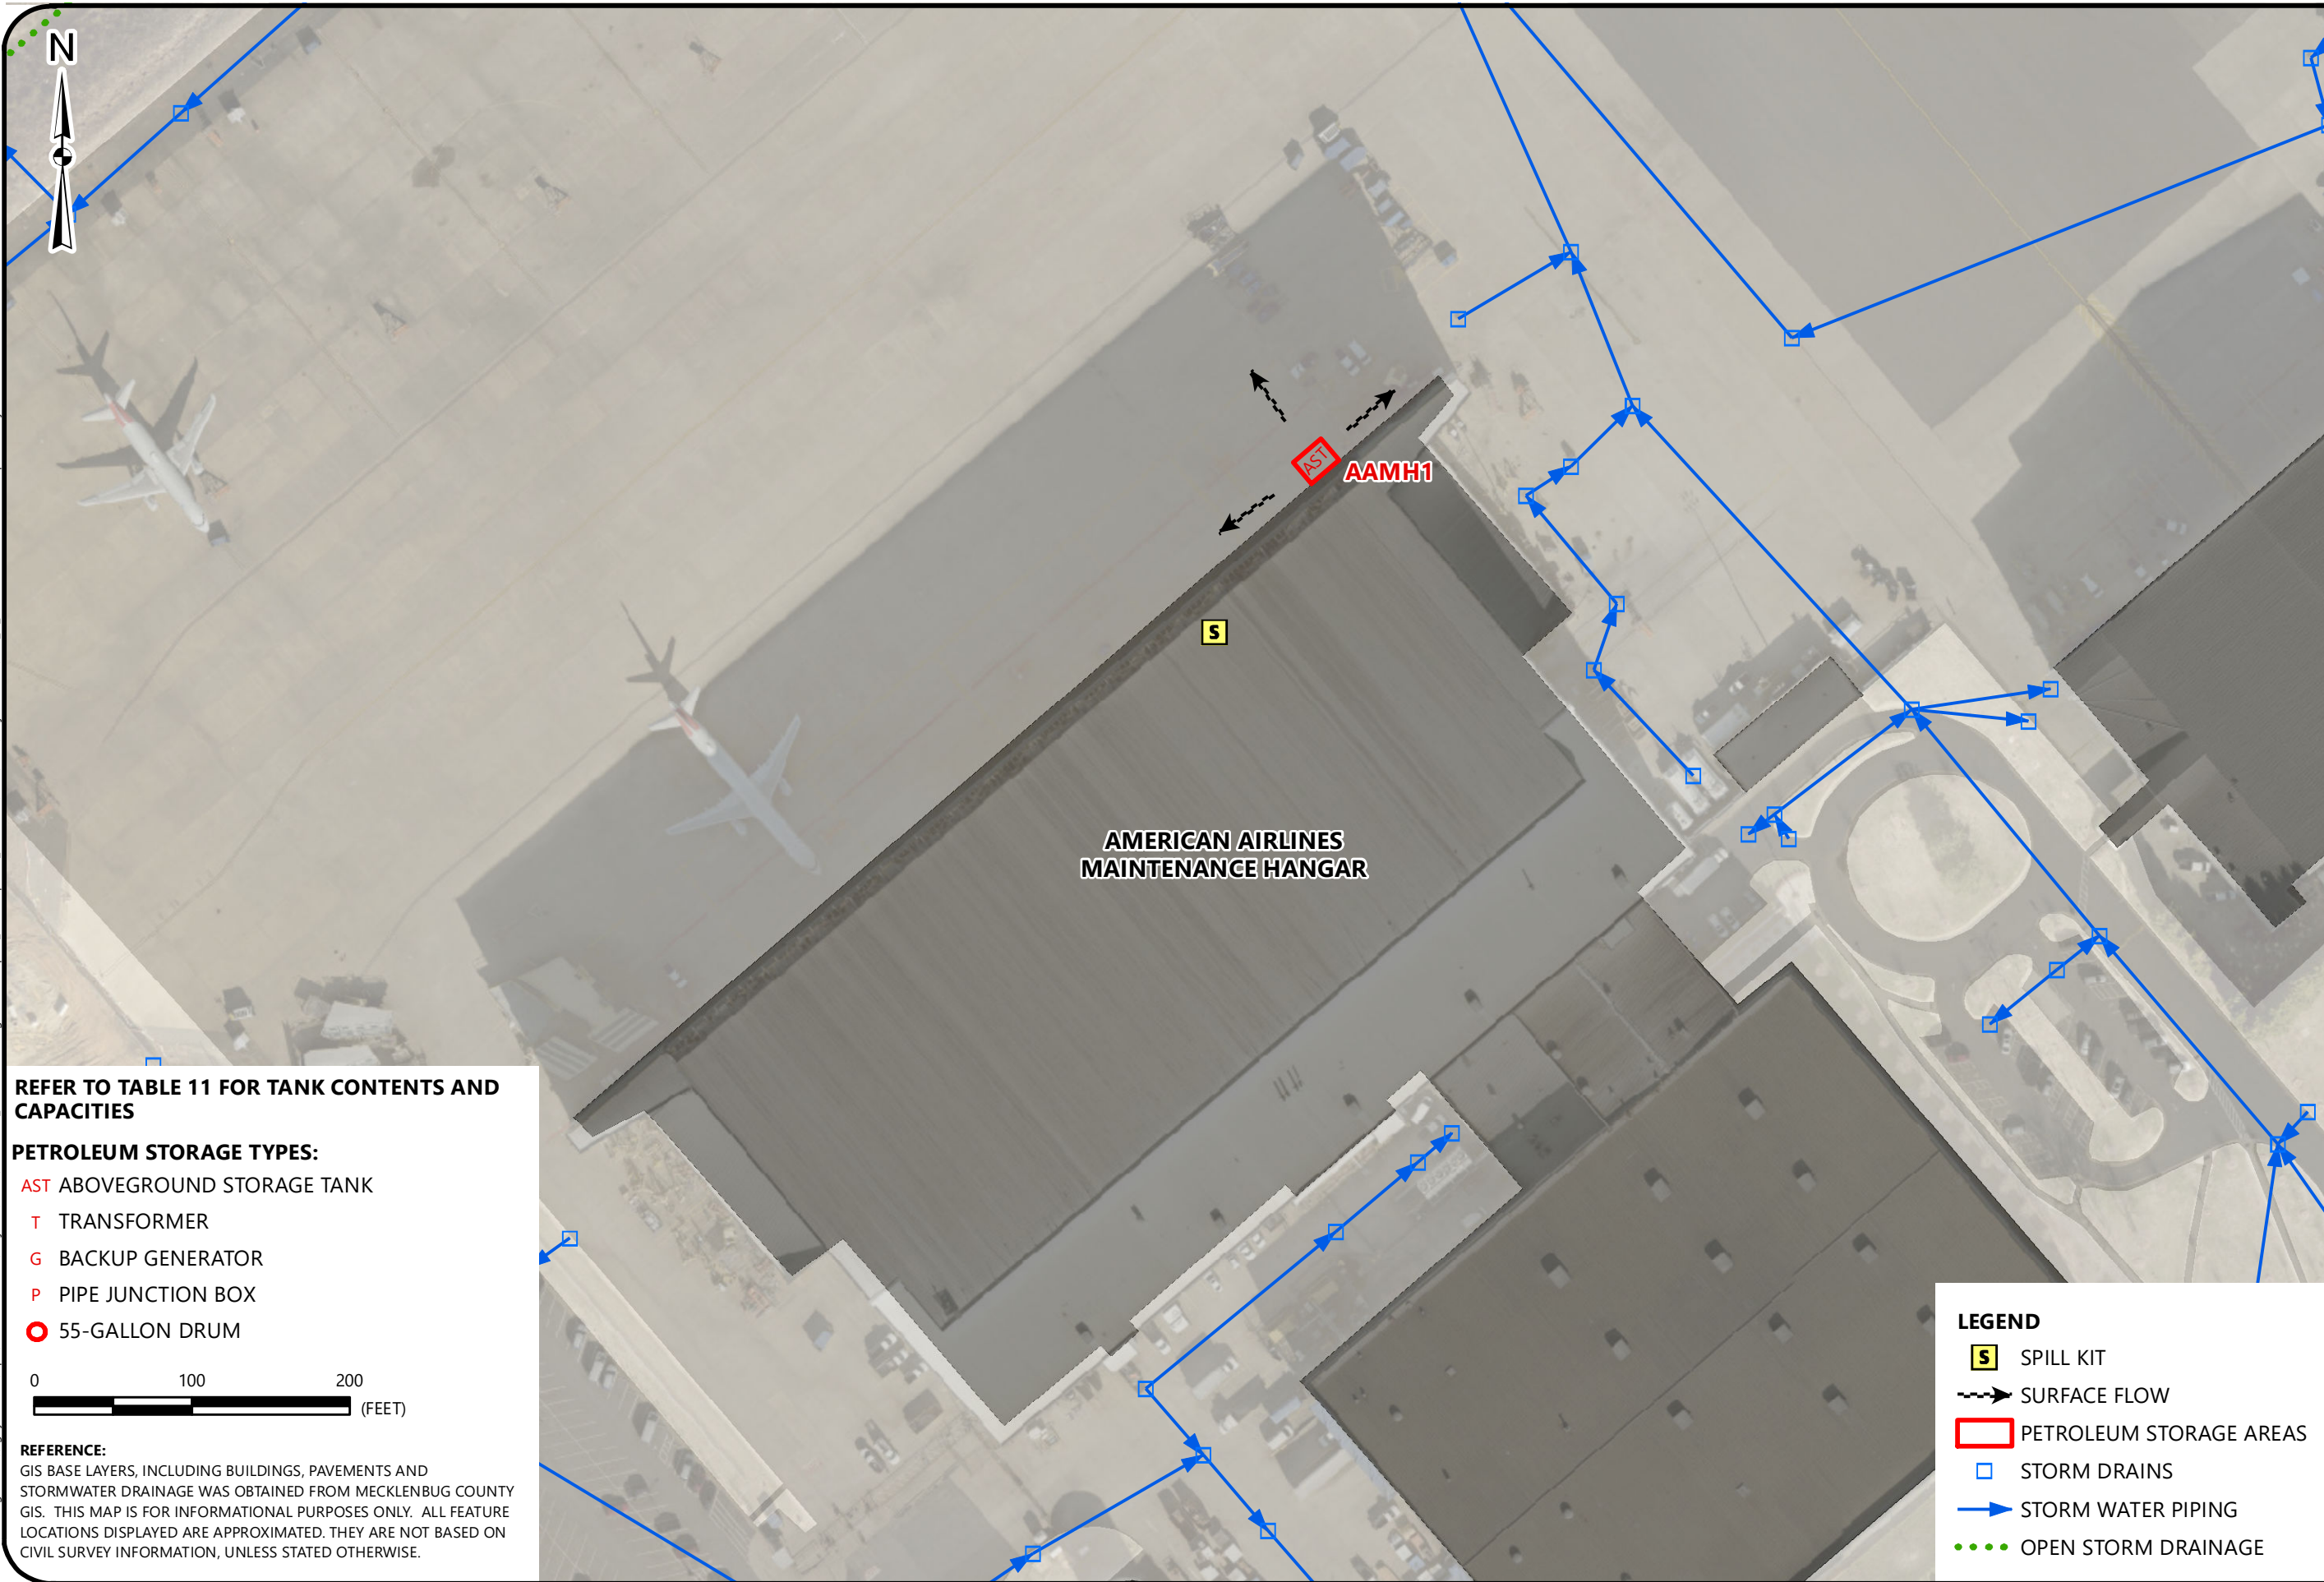 N
AST
AAMH1
S
AMERICAN AIRLINES
MAINTENANCE HANGAR
REFER TO TABLE 11 FOR TANK CONTENTS AND
CAPACITIES
PETROLEUM STORAGE TYPES:
AST ABOVEGROUND STORAGE TANK
T TRANSFORMER
G BACKUP GENERATOR
P PIPE JUNCTION BOX
55-GALLON DRUM
0 100 200
(FEET)
REFERENCE:
GIS BASE LAYERS, INCLUDING BUILDINGS, PAVEMENTS AND
STORMWATER DRAINAGE WAS OBTAINED FROM MECKLENBUG COUNTY
GIS. THIS MAP IS FOR INFORMATIONAL PURPOSES ONLY. ALL FEATURE
LOCATIONS DISPLAYED ARE APPROXIMATED. THEY ARE NOT BASED ON
CIVIL SURVEY INFORMATION, UNLESS STATED OTHERWISE.
LEGEND
S SPILL KIT
SURFACE FLOW
PETROLEUM STORAGE AREAS
STORM DRAINS
STORM WATER PIPING
OPEN STORM DRAINAGE